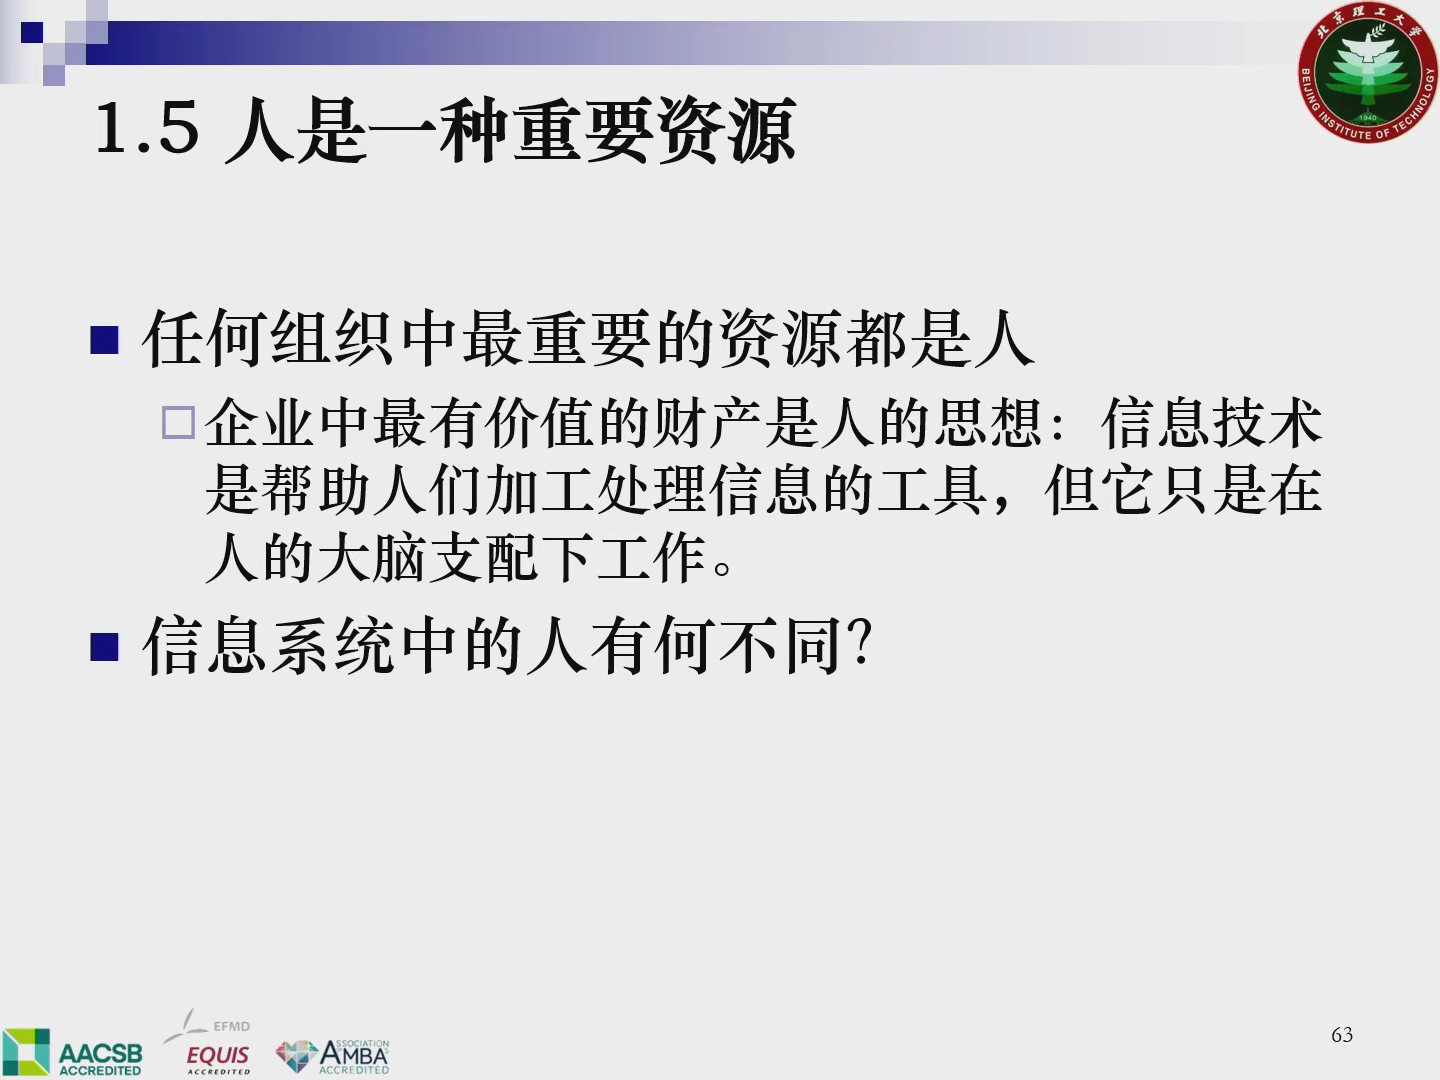 北京理工大学
BEIJING INSTITUTE OF TECHNOLOGY
1940
1.5 人是一种重要资源
任何组织中最重要的资源都是人
企业中最有价值的财产是人的思想：信息技术
是帮助人们加工处理信息的工具，但它只是在
人的大脑支配下工作。
信息系统中的人有何不同？
AACSB
ACCREDITED
EFMD
EQUIS
ACCREDITED
ASSOCIATION
AMBA
ACCREDITED
63